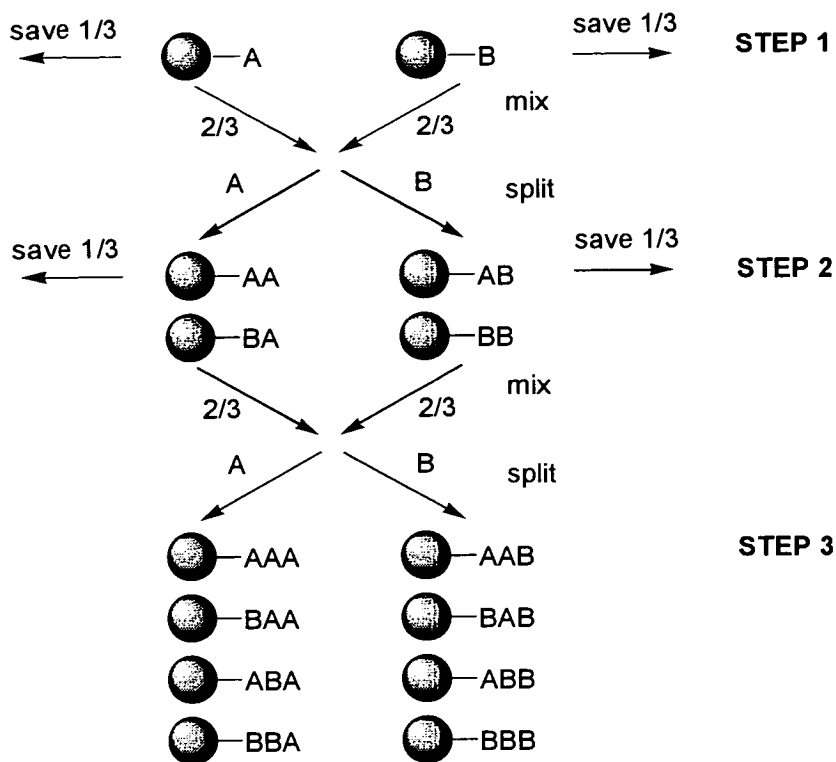 save 1/3 A B save 1/3 STEP 1
2/3 2/3 mix
A B split
save 1/3 AA AB save 1/3 STEP 2
BA BB
2/3 2/3 mix
A B split
AAA AAB STEP 3
BAA BAB
ABA ABB
BBA BBB